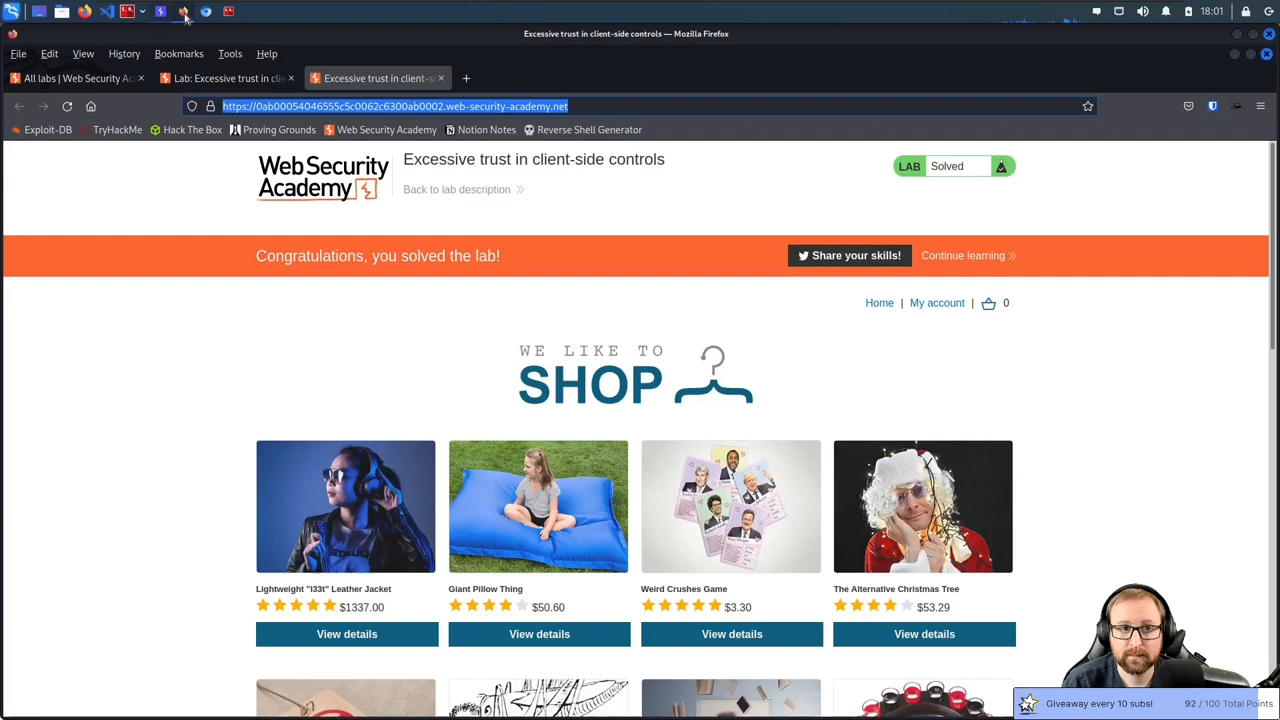 18:01
Excessive trust in client-side controls — Mozilla Firefox
File Edit View History Bookmarks Tools Help
All labs | Web Security Ac
Lab: Excessive trust in clie
Excessive trust in client-s
https://0ab00054046555c5c0062c6300ab0002.web-security-academy.net
Exploit-DB TryHackMe Hack The Box Proving Grounds Web Security Academy Notion Notes Reverse Shell Generator
Web Security
Academy
Excessive trust in client-side controls
Back to lab description
LAB Solved
Congratulations, you solved the lab!
Share your skills! Continue learning
Home | My account | 0
WE LIKE TO
SHOP
Lightweight "l33t" Leather Jacket
$1337.00
View details
Giant Pillow Thing
$50.60
View details
Weird Crushes Game
$3.30
View details
The Alternative Christmas Tree
$53.29
View details
Giveaway every 10 subs! 92 / 100 Total Points